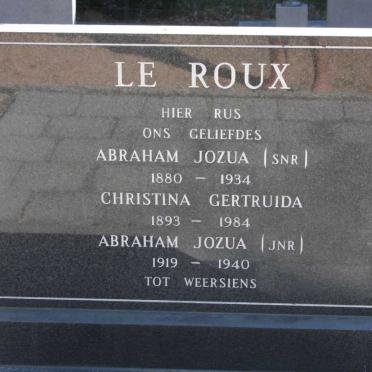 LE ROUX
HIER RUS
ONS GELIEFDES
ABRAHAM JOZUA (SNR)
1880 – 1934
CHRISTINA GERTRUIDA
1893 – 1984
ABRAHAM JOZUA (JNR)
1919 – 1940
TOT WEERSIENS